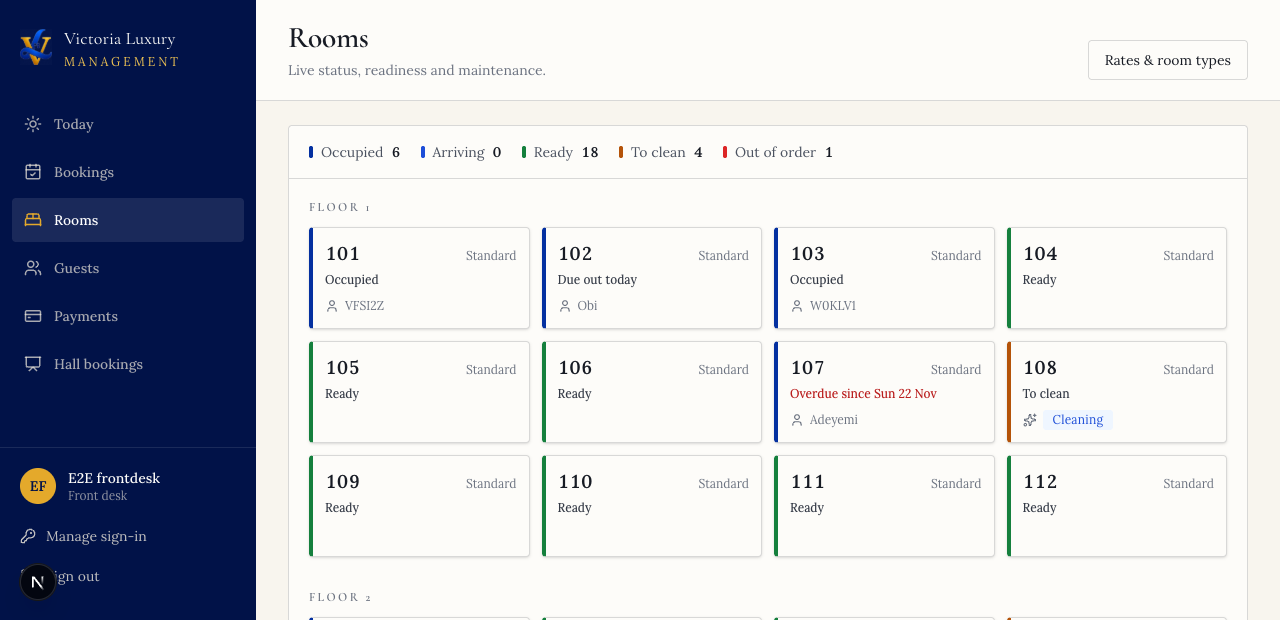 Victoria Luxury
MANAGEMENT
Today
Bookings
Rooms
Guests
Payments
Hall bookings
E2E frontdesk
EF
Front desk
Manage sign-in
ign out
N
Rooms
Live status, readiness and maintenance.
Rates & room types
Occupied 6 Arriving 0 Ready 18 To clean 4 Out of order 1
FLOOR 1
101 Standard
Occupied
VFSI2Z
102 Standard
Due out today
Obi
103 Standard
Occupied
W0KLV1
104 Standard
Ready
105 Standard
Ready
106 Standard
Ready
107 Standard
Overdue since Sun 22 Nov
Adeyemi
108 Standard
To clean
Cleaning
109 Standard
Ready
110 Standard
Ready
111 Standard
Ready
112 Standard
Ready
FLOOR 2